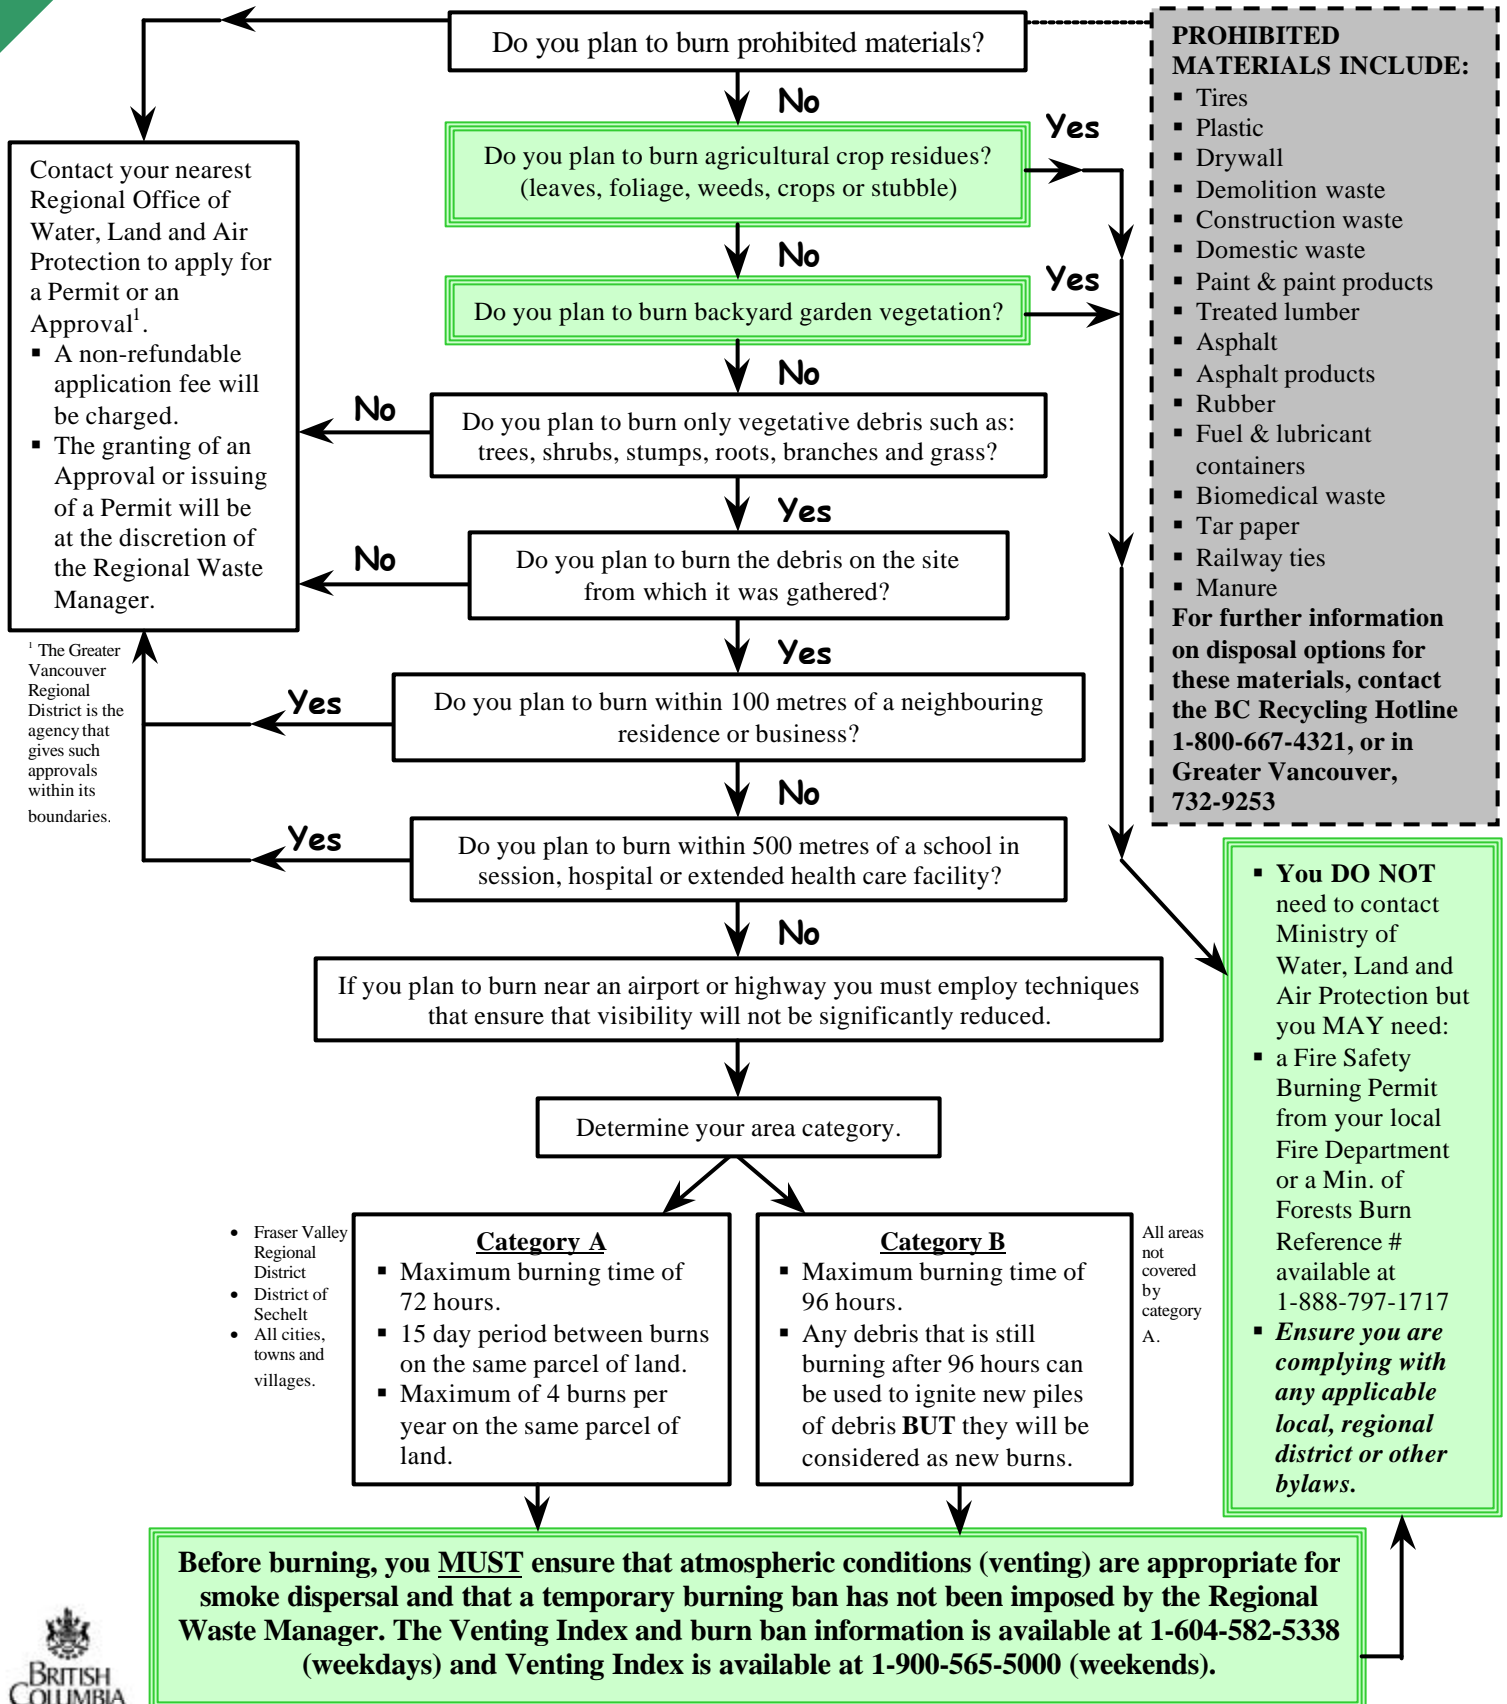 Do you plan to burn prohibited materials?
No
Do you plan to burn agricultural crop residues?
(leaves, foliage, weeds, crops or stubble)
Yes
No
Do you plan to burn backyard garden vegetation?
Yes
No
Do you plan to burn only vegetative debris such as:
trees, shrubs, stumps, roots, branches and grass?
No
Yes
Do you plan to burn the debris on the site
from which it was gathered?
No
Yes
Do you plan to burn within 100 metres of a neighbouring
residence or business?
Yes
No
Do you plan to burn within 500 metres of a school in
session, hospital or extended health care facility?
Yes
No
If you plan to burn near an airport or highway you must employ techniques
that ensure that visibility will not be significantly reduced.
Determine your area category.
Contact your nearest
Regional Office of
Water, Land and Air
Protection to apply for
a Permit or an
Approval¹.
▪ A non-refundable
application fee will
be charged.
▪ The granting of an
Approval or issuing
of a Permit will be
at the discretion of
the Regional Waste
Manager.
¹ The Greater
Vancouver
Regional
District is the
agency that
gives such
approvals
within its
boundaries.
PROHIBITED
MATERIALS INCLUDE:
▪ Tires
▪ Plastic
▪ Drywall
▪ Demolition waste
▪ Construction waste
▪ Domestic waste
▪ Paint & paint products
▪ Treated lumber
▪ Asphalt
▪ Asphalt products
▪ Rubber
▪ Fuel & lubricant
containers
▪ Biomedical waste
▪ Tar paper
▪ Railway ties
▪ Manure
For further information
on disposal options for
these materials, contact
the BC Recycling Hotline
1-800-667-4321, or in
Greater Vancouver,
732-9253
▪ You DO NOT
need to contact
Ministry of
Water, Land and
Air Protection but
you MAY need:
▪ a Fire Safety
Burning Permit
from your local
Fire Department
or a Min. of
Forests Burn
Reference #
available at
1-888-797-1717
▪ Ensure you are
complying with
any applicable
local, regional
district or other
bylaws.
• Fraser Valley
Regional
District
• District of
Sechelt
• All cities,
towns and
villages.
Category A
▪ Maximum burning time of
72 hours.
▪ 15 day period between burns
on the same parcel of land.
▪ Maximum of 4 burns per
year on the same parcel of
land.
Category B
▪ Maximum burning time of
96 hours.
▪ Any debris that is still
burning after 96 hours can
be used to ignite new piles
of debris BUT they will be
considered as new burns.
All areas
not
covered
by
category
A.
Before burning, you MUST ensure that atmospheric conditions (venting) are appropriate for
smoke dispersal and that a temporary burning ban has not been imposed by the Regional
Waste Manager. The Venting Index and burn ban information is available at 1-604-582-5338
(weekdays) and Venting Index is available at 1-900-565-5000 (weekends).
BRITISH
COLUMBIA